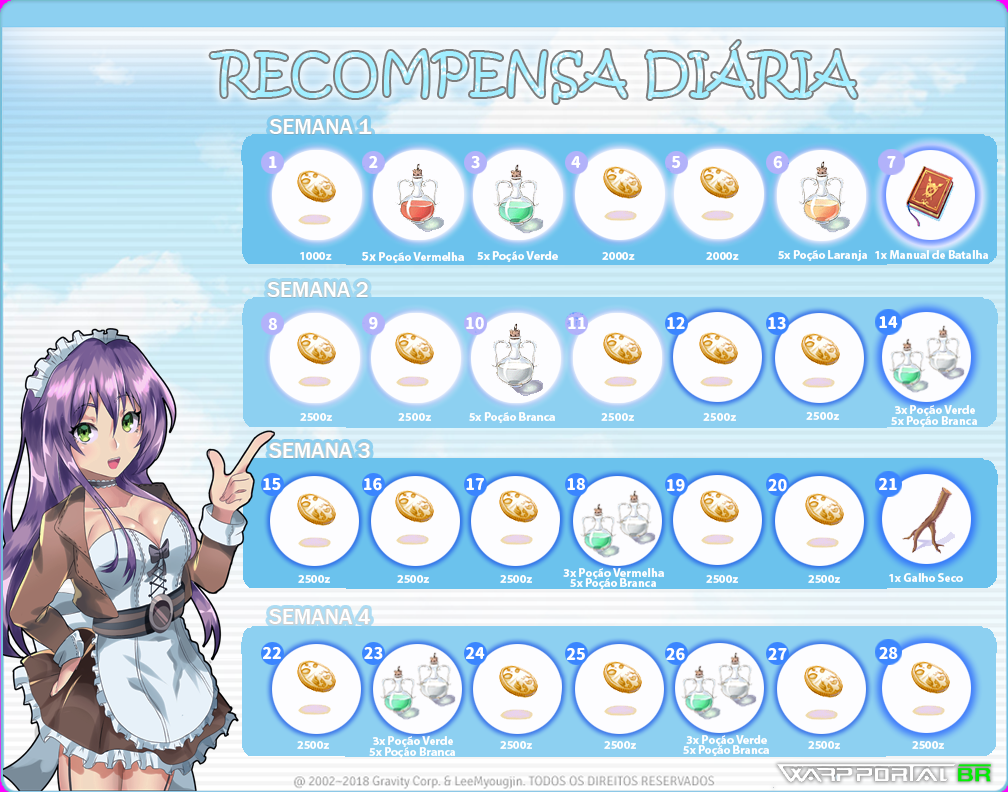 RECOMPENSA DIÁRIA
SEMANA 1
1 2 3 4 5 6 7
1000z 5x Poção Vermelha 5x Poção Verde 2000z 2000z 5x Poção Laranja 1x Manual de Batalha
SEMANA 2
8 9 10 11 12 13 14
2500z 2500z 5x Poção Branca 2500z 2500z 2500z 3x Poção Verde
5x Poção Branca
SEMANA 3
15 16 17 18 19 20 21
2500z 2500z 2500z 3x Poção Vermelha 2500z 2500z 1x Galho Seco
5x Poção Branca
SEMANA 4
22 23 24 25 26 27 28
2500z 3x Poção Verde 2500z 2500z 3x Poção Verde 2500z 2500z
5x Poção Branca 5x Poção Branca
@ 2002~2018 Gravity Corp. & LeeMyougjin. TODOS OS DIREITOS RESERVADOS
WARPPORTAL BR